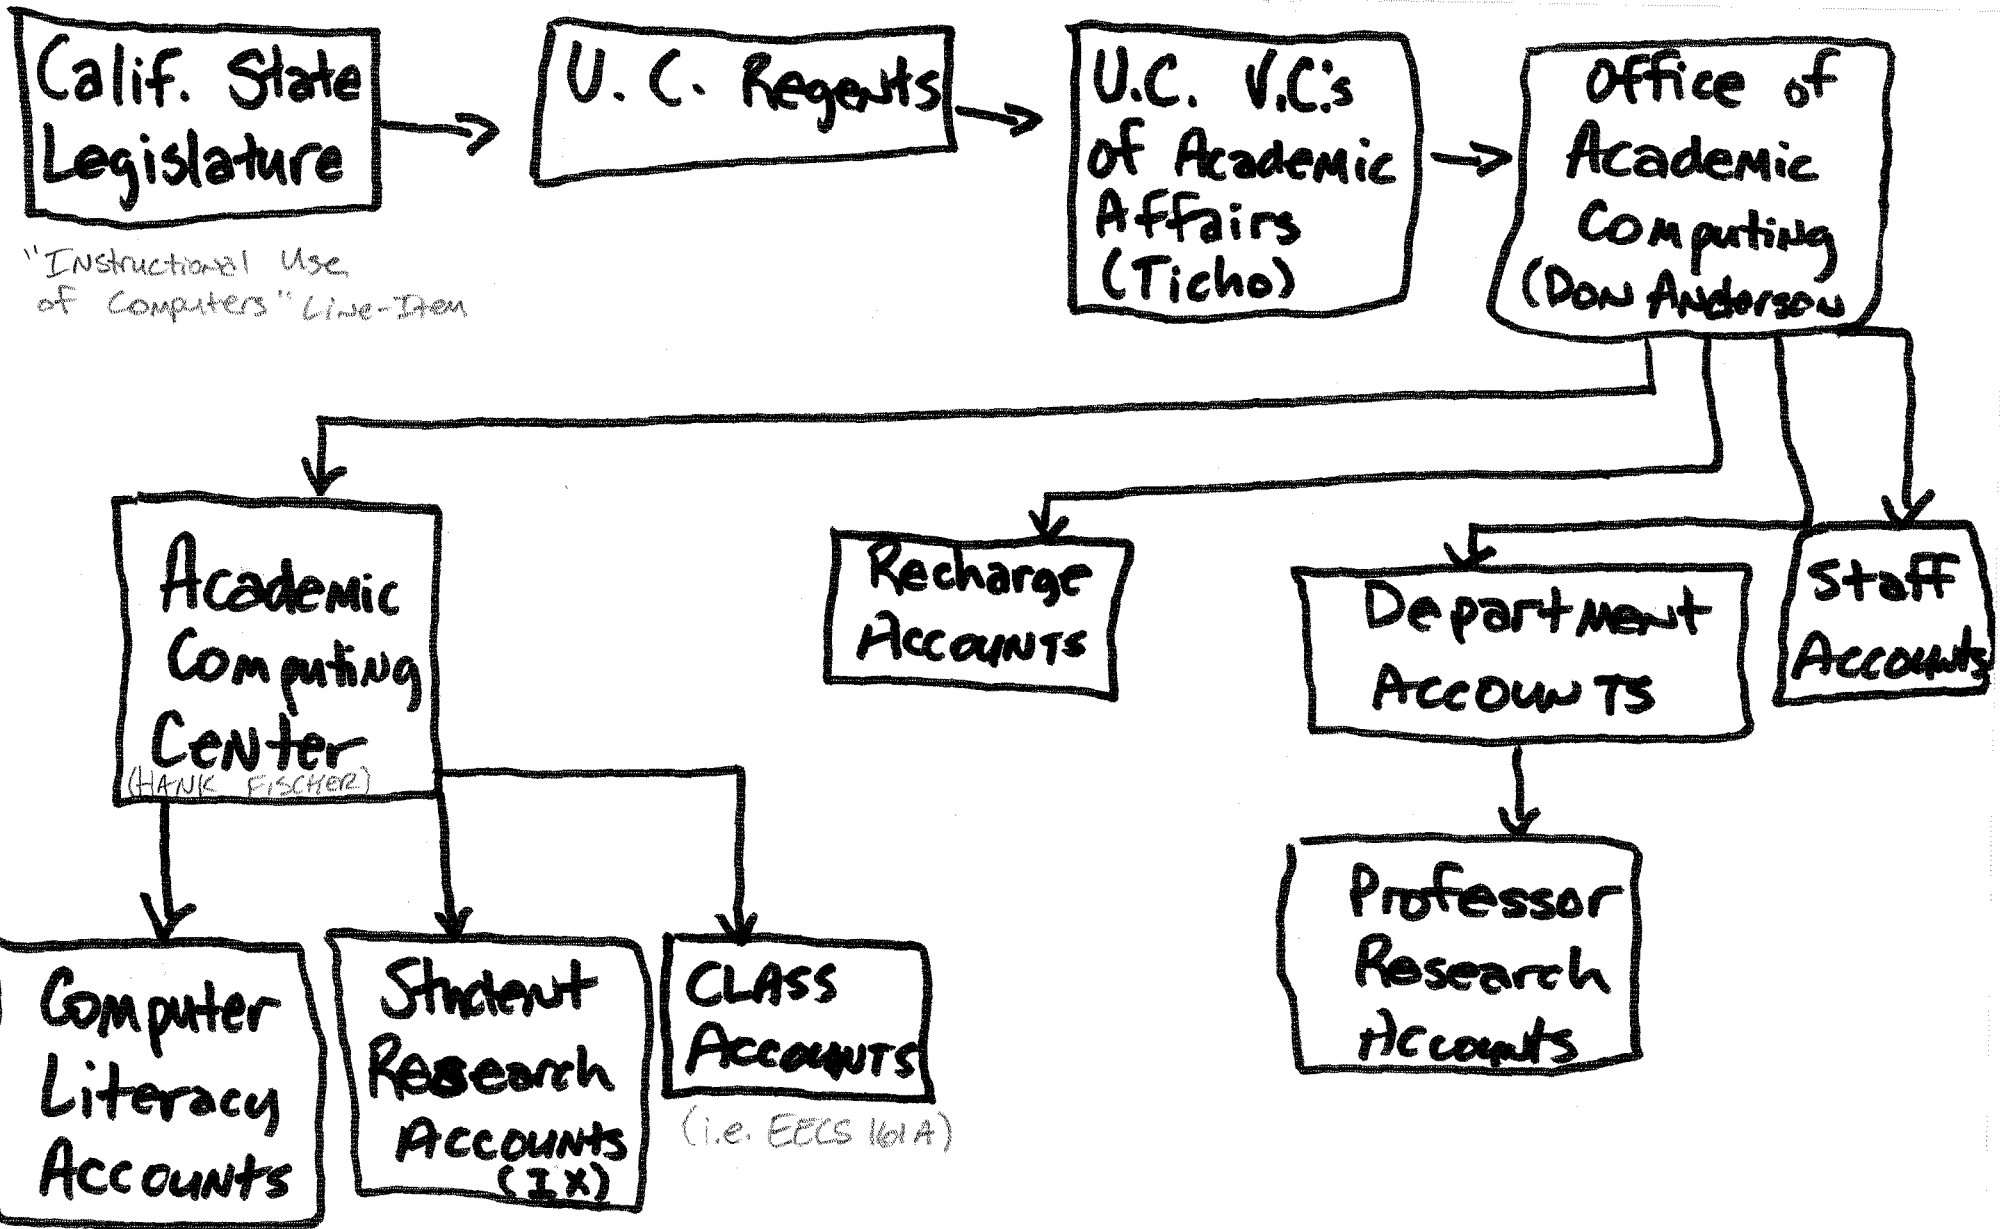 Calif. State
Legislature
"Instructional Use
of Computers" Line-Item
U. C. Regents
U.C. V.C.'s
of Academic
Affairs
(Ticho)
Office of
Academic
Computing
(Don Anderson
Academic
Computing
Center
(HANK FISCHER)
Recharge
Accounts
Department
Accounts
Staff
Accounts
Professor
Research
Accounts
Computer
Literacy
Accounts
Student
Research
Accounts
(IX)
CLASS
Accounts
(i.e. EECS 161A)